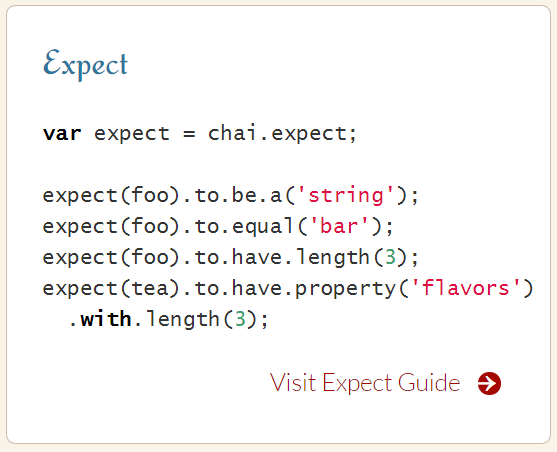 Expect
var expect = chai.expect;
expect(foo).to.be.a('string');
expect(foo).to.equal('bar');
expect(foo).to.have.length(3);
expect(tea).to.have.property('flavors')
  .with.length(3);
Visit Expect Guide